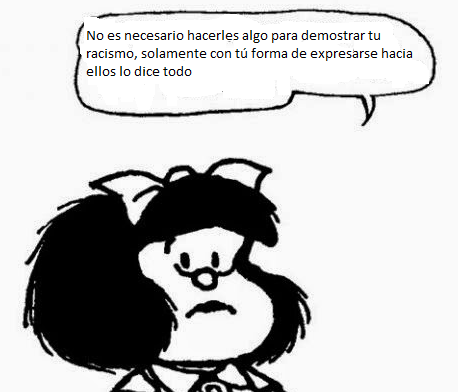 No es necesario hacerles algo para demostrar tu
racismo, solamente con tú forma de expresarse hacia
ellos lo dice todo